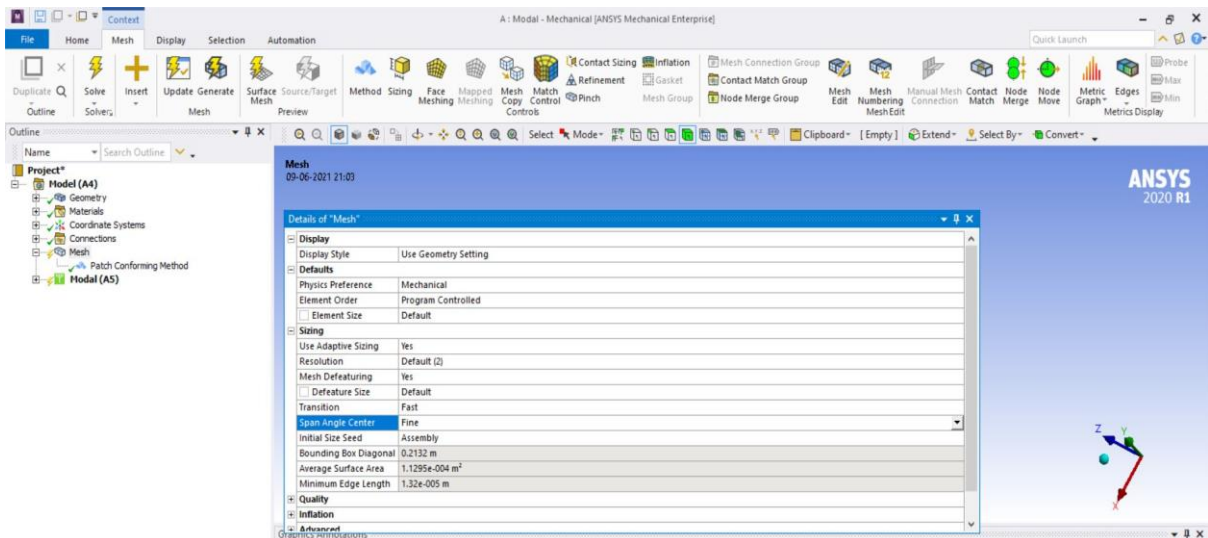 Context
A : Modal - Mechanical [ANSYS Mechanical Enterprise]
File Home Mesh Display Selection Automation
Quick Launch
Duplicate Q
Outline
Solve
Solver
Insert
Update Generate
Mesh
Surface Mesh
Source/Target
Preview
Method Sizing
Face Meshing
Mapped Meshing
Mesh Copy
Match Control
Contact Sizing
Refinement
Pinch
Inflation
Gasket
Mesh Group
Controls
Mesh Connection Group
Contact Match Group
Node Merge Group
Mesh Edit
Mesh Numbering
Manual Mesh Connection
Contact Match
Node Merge
Node Move
Mesh Edit
Metric Graph
Edges
Probe
Max
Min
Metrics Display
Outline
Name Search Outline
Select Mode Clipboard [ Empty ] Extend Select By Convert
Project*
Model (A4)
Geometry
Materials
Coordinate Systems
Connections
Mesh
Patch Conforming Method
Modal (A5)
Mesh
09-06-2021 21:03
ANSYS
2020 R1
Details of "Mesh"
Display
Display Style Use Geometry Setting
Defaults
Physics Preference Mechanical
Element Order Program Controlled
Element Size Default
Sizing
Use Adaptive Sizing Yes
Resolution Default (2)
Mesh Defeaturing Yes
Defeature Size Default
Transition Fast
Span Angle Center Fine
Initial Size Seed Assembly
Bounding Box Diagonal 0.2132 m
Average Surface Area 1.1295e-004 m²
Minimum Edge Length 1.32e-005 m
Quality
Inflation
Advanced
Graphics Annotations
Z
Y
X